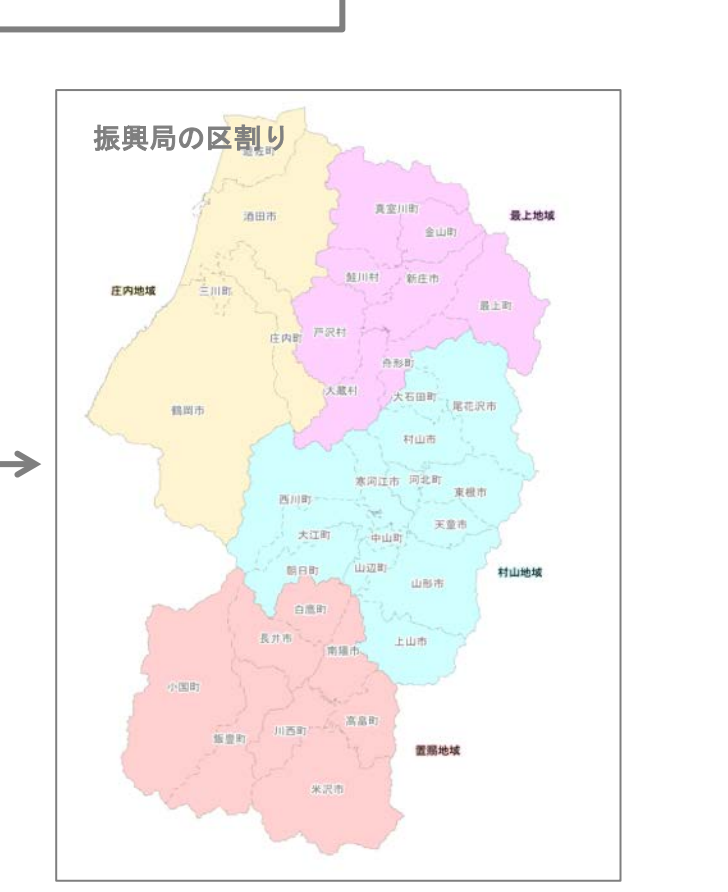 振興局の区割り
遊佐町
酒田市
真室川町
最上地域
金山町
鮭川村
新庄市
庄内地域
三川町
最上町
戸沢村
庄内町
舟形町
大蔵村
大石田町
尾花沢市
鶴岡市
村山市
寒河江市
河北町
東根市
西川町
天童市
大江町
中山町
朝日町
山辺町
村山地域
山形市
白鷹町
長井市
上山市
南陽市
小国町
高畠町
川西町
飯豊町
置賜地域
米沢市